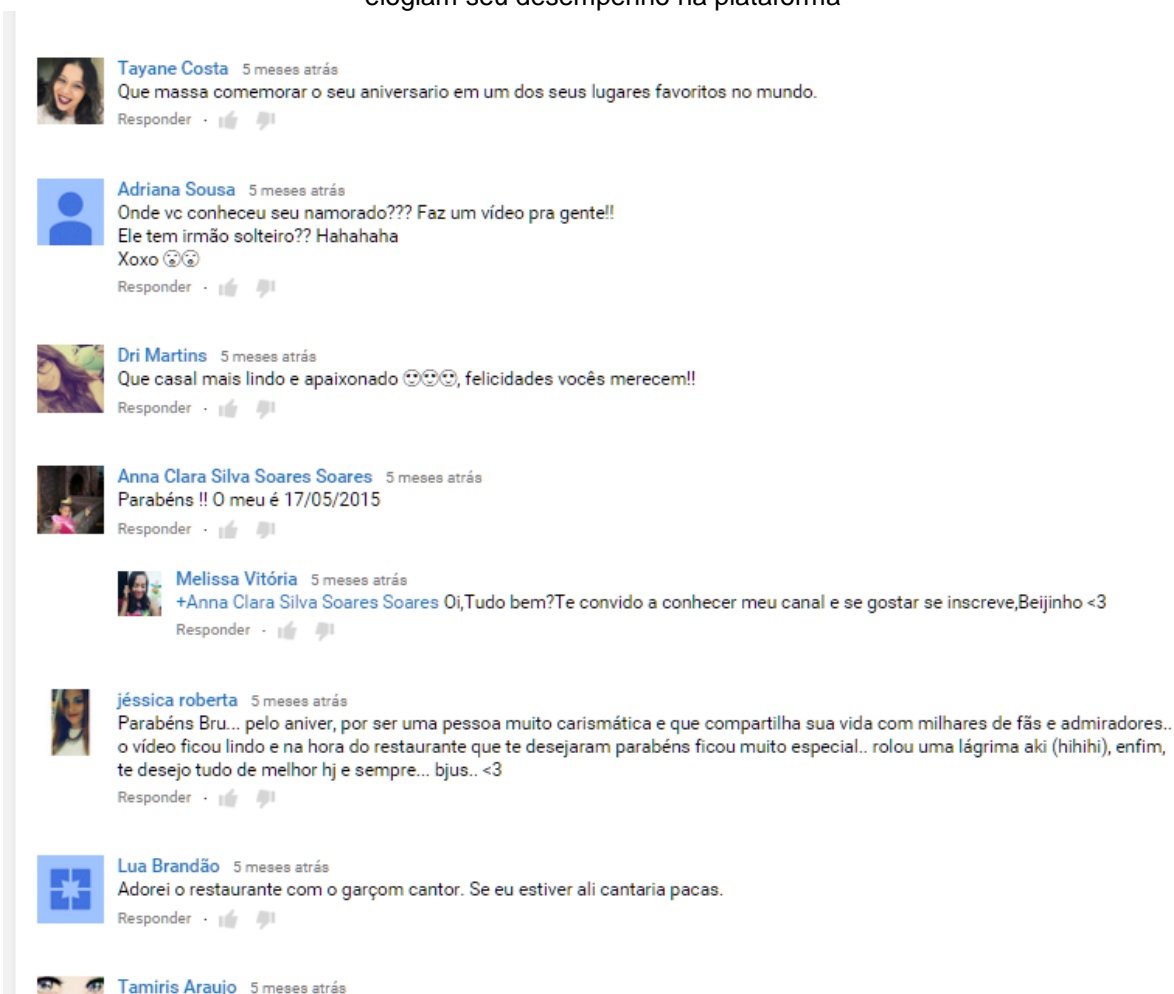 elogiam seu desempenho na plataforma
Tayane Costa 5 meses atrás
Que massa comemorar o seu aniversario em um dos seus lugares favoritos no mundo.
Responder ·
Adriana Sousa 5 meses atrás
Onde vc conheceu seu namorado??? Faz um vídeo pra gente!!
Ele tem irmão solteiro?? Hahahaha
Xoxo 😮😮
Responder ·
Dri Martins 5 meses atrás
Que casal mais lindo e apaixonado 😍😍😍, felicidades vocês merecem!!
Responder ·
Anna Clara Silva Soares Soares 5 meses atrás
Parabéns !! O meu é 17/05/2015
Responder ·
Melissa Vitória 5 meses atrás
+Anna Clara Silva Soares Soares Oi,Tudo bem?Te convido a conhecer meu canal e se gostar se inscreve,Beijinho <3
Responder ·
jéssica roberta 5 meses atrás
Parabéns Bru... pelo aniver, por ser uma pessoa muito carismática e que compartilha sua vida com milhares de fãs e admiradores..
o vídeo ficou lindo e na hora do restaurante que te desejaram parabéns ficou muito especial.. rolou uma lágrima aki (hihihi), enfim,
te desejo tudo de melhor hj e sempre... bjus.. <3
Responder ·
Lua Brandão 5 meses atrás
Adorei o restaurante com o garçom cantor. Se eu estiver ali cantaria pacas.
Responder ·
Tamiris Araujo 5 meses atrás